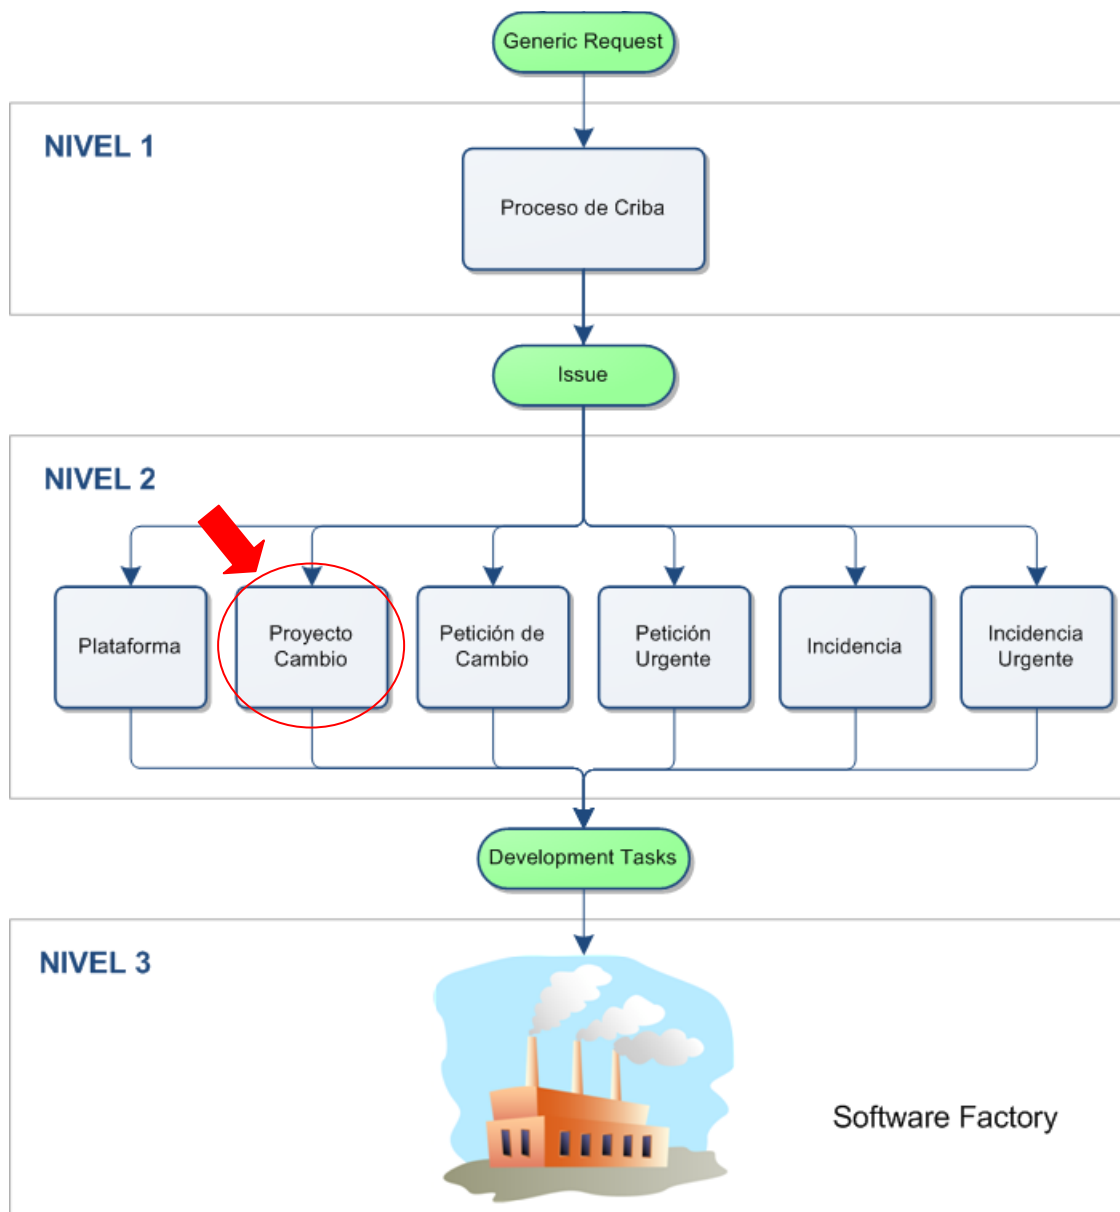 Generic Request
NIVEL 1
Proceso de Criba
Issue
NIVEL 2
Plataforma
Proyecto
Cambio
Petición de
Cambio
Petición
Urgente
Incidencia
Incidencia
Urgente
Development Tasks
NIVEL 3
Software Factory